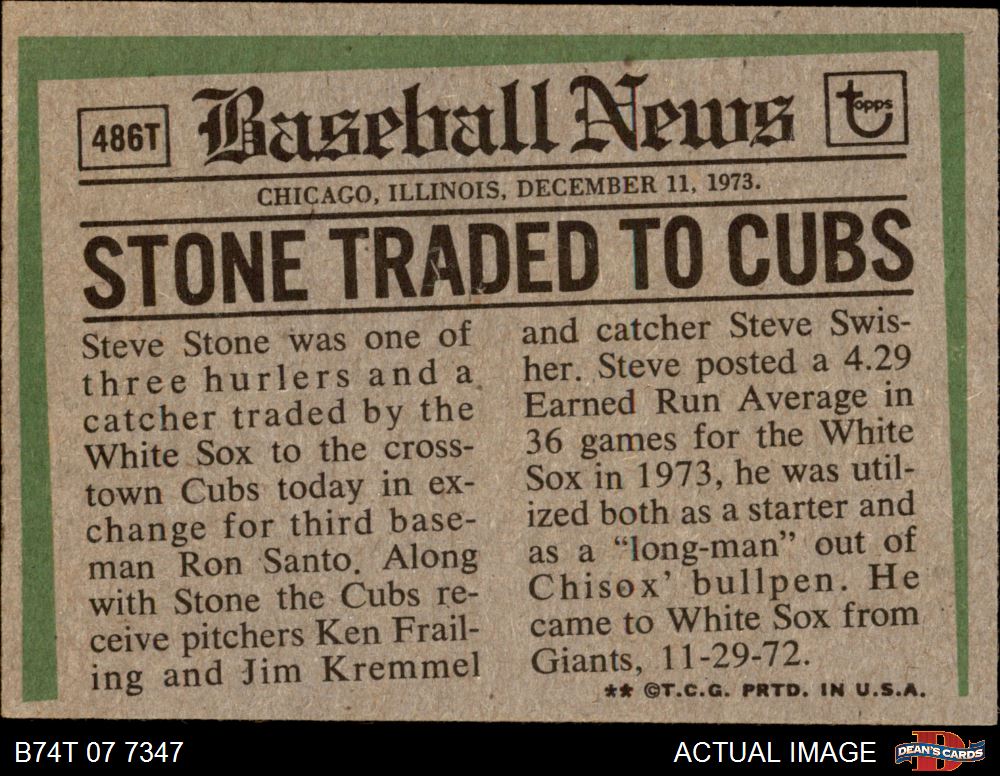 486T Baseball News topps
CHICAGO, ILLINOIS, DECEMBER 11, 1973.
STONE TRADED TO CUBS
Steve Stone was one of
three hurlers and a
catcher traded by the
White Sox to the cross-
town Cubs today in ex-
change for third base-
man Ron Santo. Along
with Stone the Cubs re-
ceive pitchers Ken Frail-
ing and Jim Kremmel
and catcher Steve Swis-
her. Steve posted a 4.29
Earned Run Average in
36 games for the White
Sox in 1973, he was util-
ized both as a starter and
as a “long-man” out of
Chisox’ bullpen. He
came to White Sox from
Giants, 11-29-72.
** ©T.C.G. PRTD. IN U.S.A.
B74T 07 7347 ACTUAL IMAGE DEAN'S CARDS